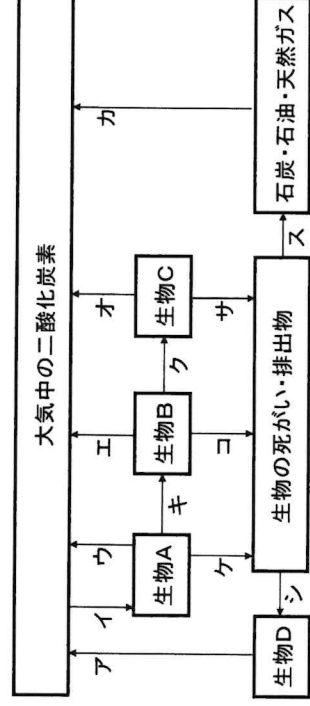 大気中の二酸化炭素
ア
イ
ウ
エ
オ
カ
生物A
キ
生物B
ク
生物C
ケ
コ
サ
生物D
シ
生物の死がい・排出物
ス
石炭・石油・天然ガス